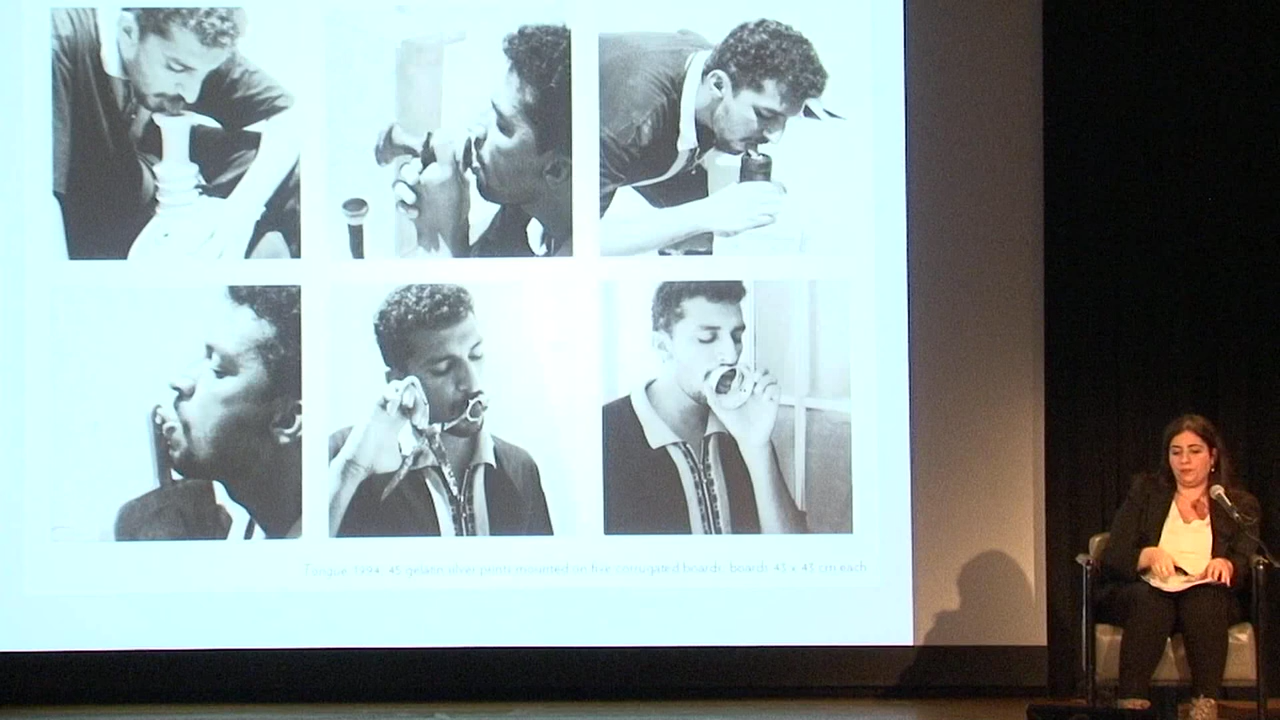 Tongue, 1994, 45 gelatin silver prints mounted on five corrugated boards, boards 45 x 45 cm each